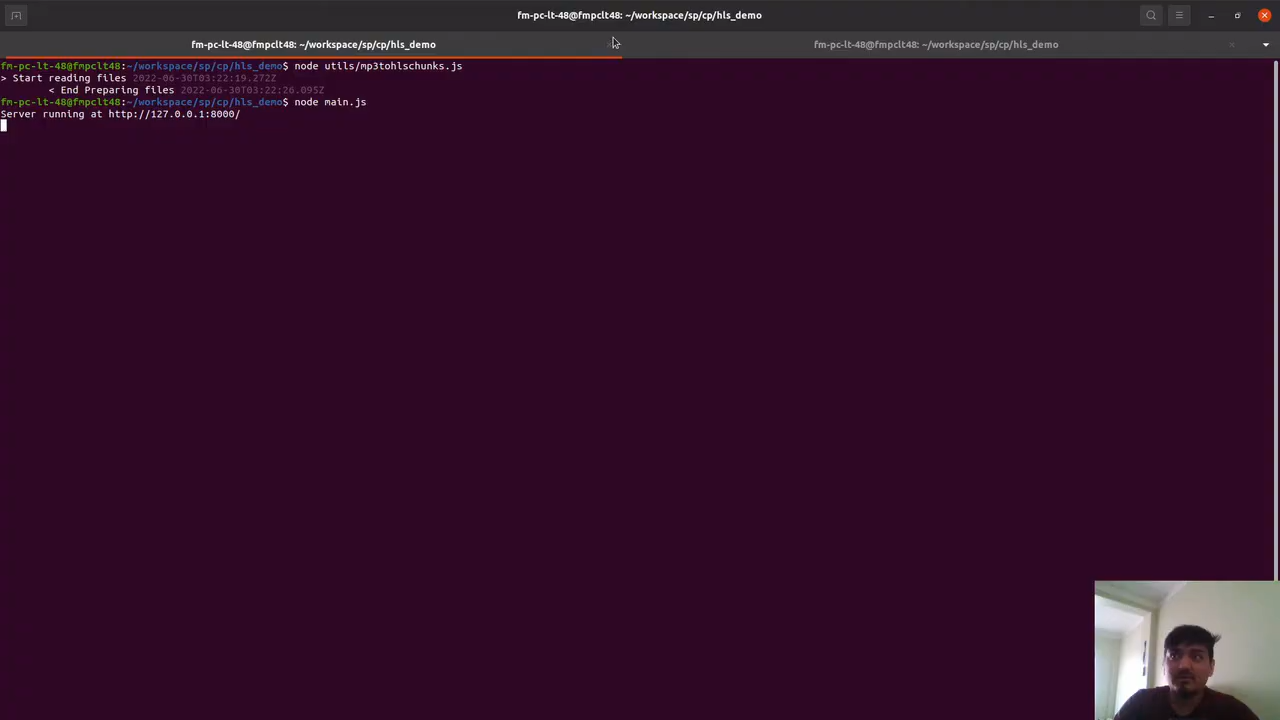 fm-pc-lt-48@fmpclt48: ~/workspace/sp/cp/hls_demo
fm-pc-lt-48@fmpclt48: ~/workspace/sp/cp/hls_demo
fm-pc-lt-48@fmpclt48: ~/workspace/sp/cp/hls_demo
fm-pc-lt-48@fmpclt48:~/workspace/sp/cp/hls_demo$ node utils/mp3tohlschunks.js
> Start reading files 2022-06-30T03:22:19.272Z
< End Preparing files 2022-06-30T03:22:26.095Z
fm-pc-lt-48@fmpclt48:~/workspace/sp/cp/hls_demo$ node main.js
Server running at http://127.0.0.1:8000/